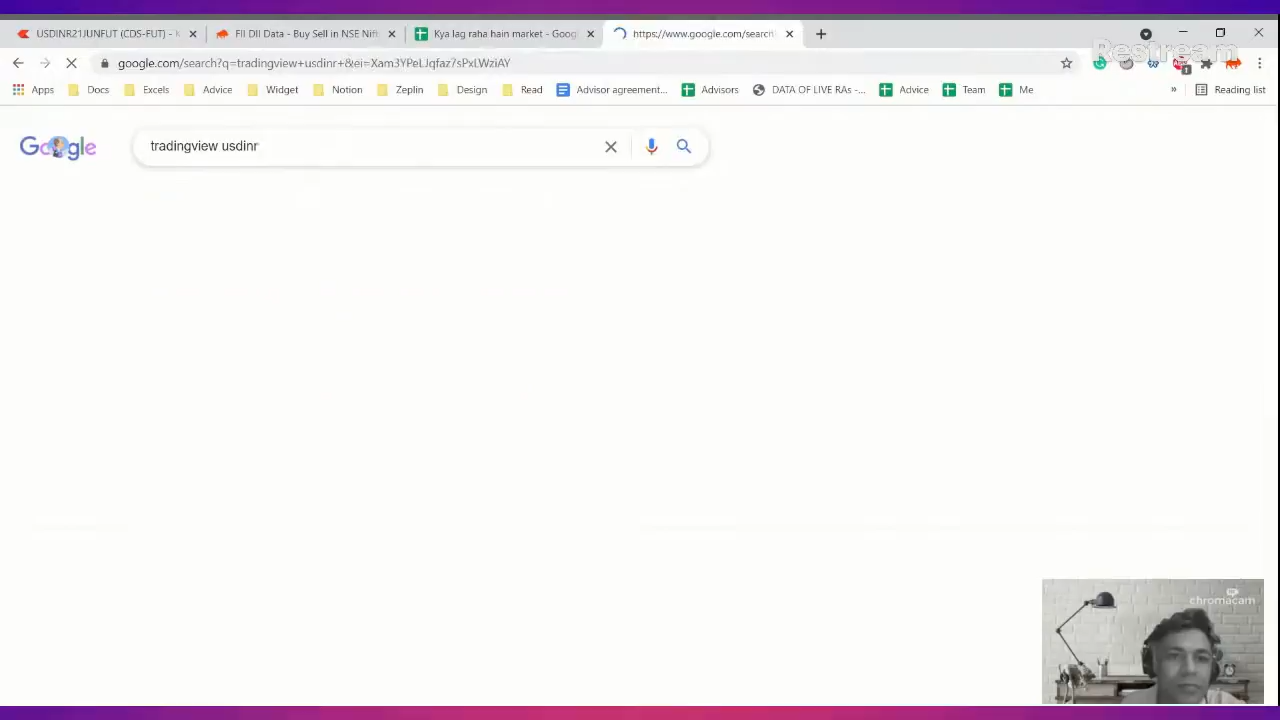 USDINR21JUNFUT (CDS-FUT) -
FII DII Data - Buy Sell in NSE Nift
Kya lag raha hain market - Googl
https://www.google.com/search
Restream
google.com/search?q=tradingview+usdinr+&ei=Xam3YPeLJqfaz7sPxLWziAY
Apps
Docs
Excels
Advice
Widget
Notion
Zeplin
Design
Read
Advisor agreement...
Advisors
DATA OF LIVE RAs -...
Advice
Team
Me
»
Reading list
Google
tradingview usdinr
chromacam